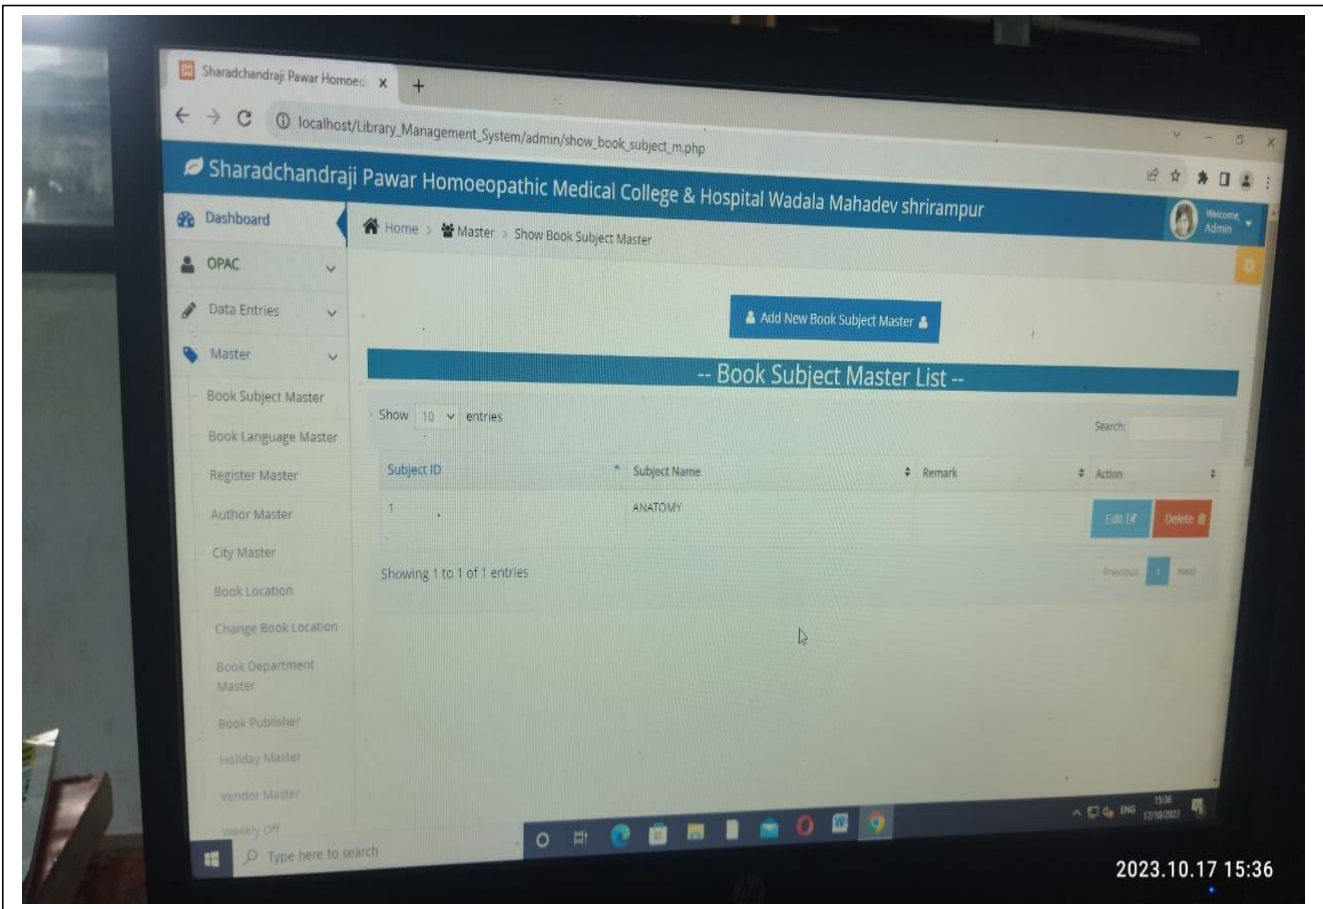 Sharadchandraji Pawar Homoeo
localhost/Library_Management_System/admin/show_book_subject_m.php
Sharadchandraji Pawar Homoeopathic Medical College & Hospital Wadala Mahadev shrirampur
Welcome, Admin
Dashboard
Home > Master > Show Book Subject Master
OPAC
Data Entries
Add New Book Subject Master
Master
-- Book Subject Master List --
Book Subject Master
Show 10 entries
Search:
Book Language Master
Subject ID Subject Name Remark Action
Register Master
1 ANATOMY Edit Delete
Author Master
City Master
Showing 1 to 1 of 1 entries
Previous 1 Next
Book Location
Change Book Location
Book Department
Master
Book Publisher
Holiday Master
Vendor Master
Weekly Off
Type here to search
W
ENG
15:36
17/10/2023
2023.10.17 15:36
hp